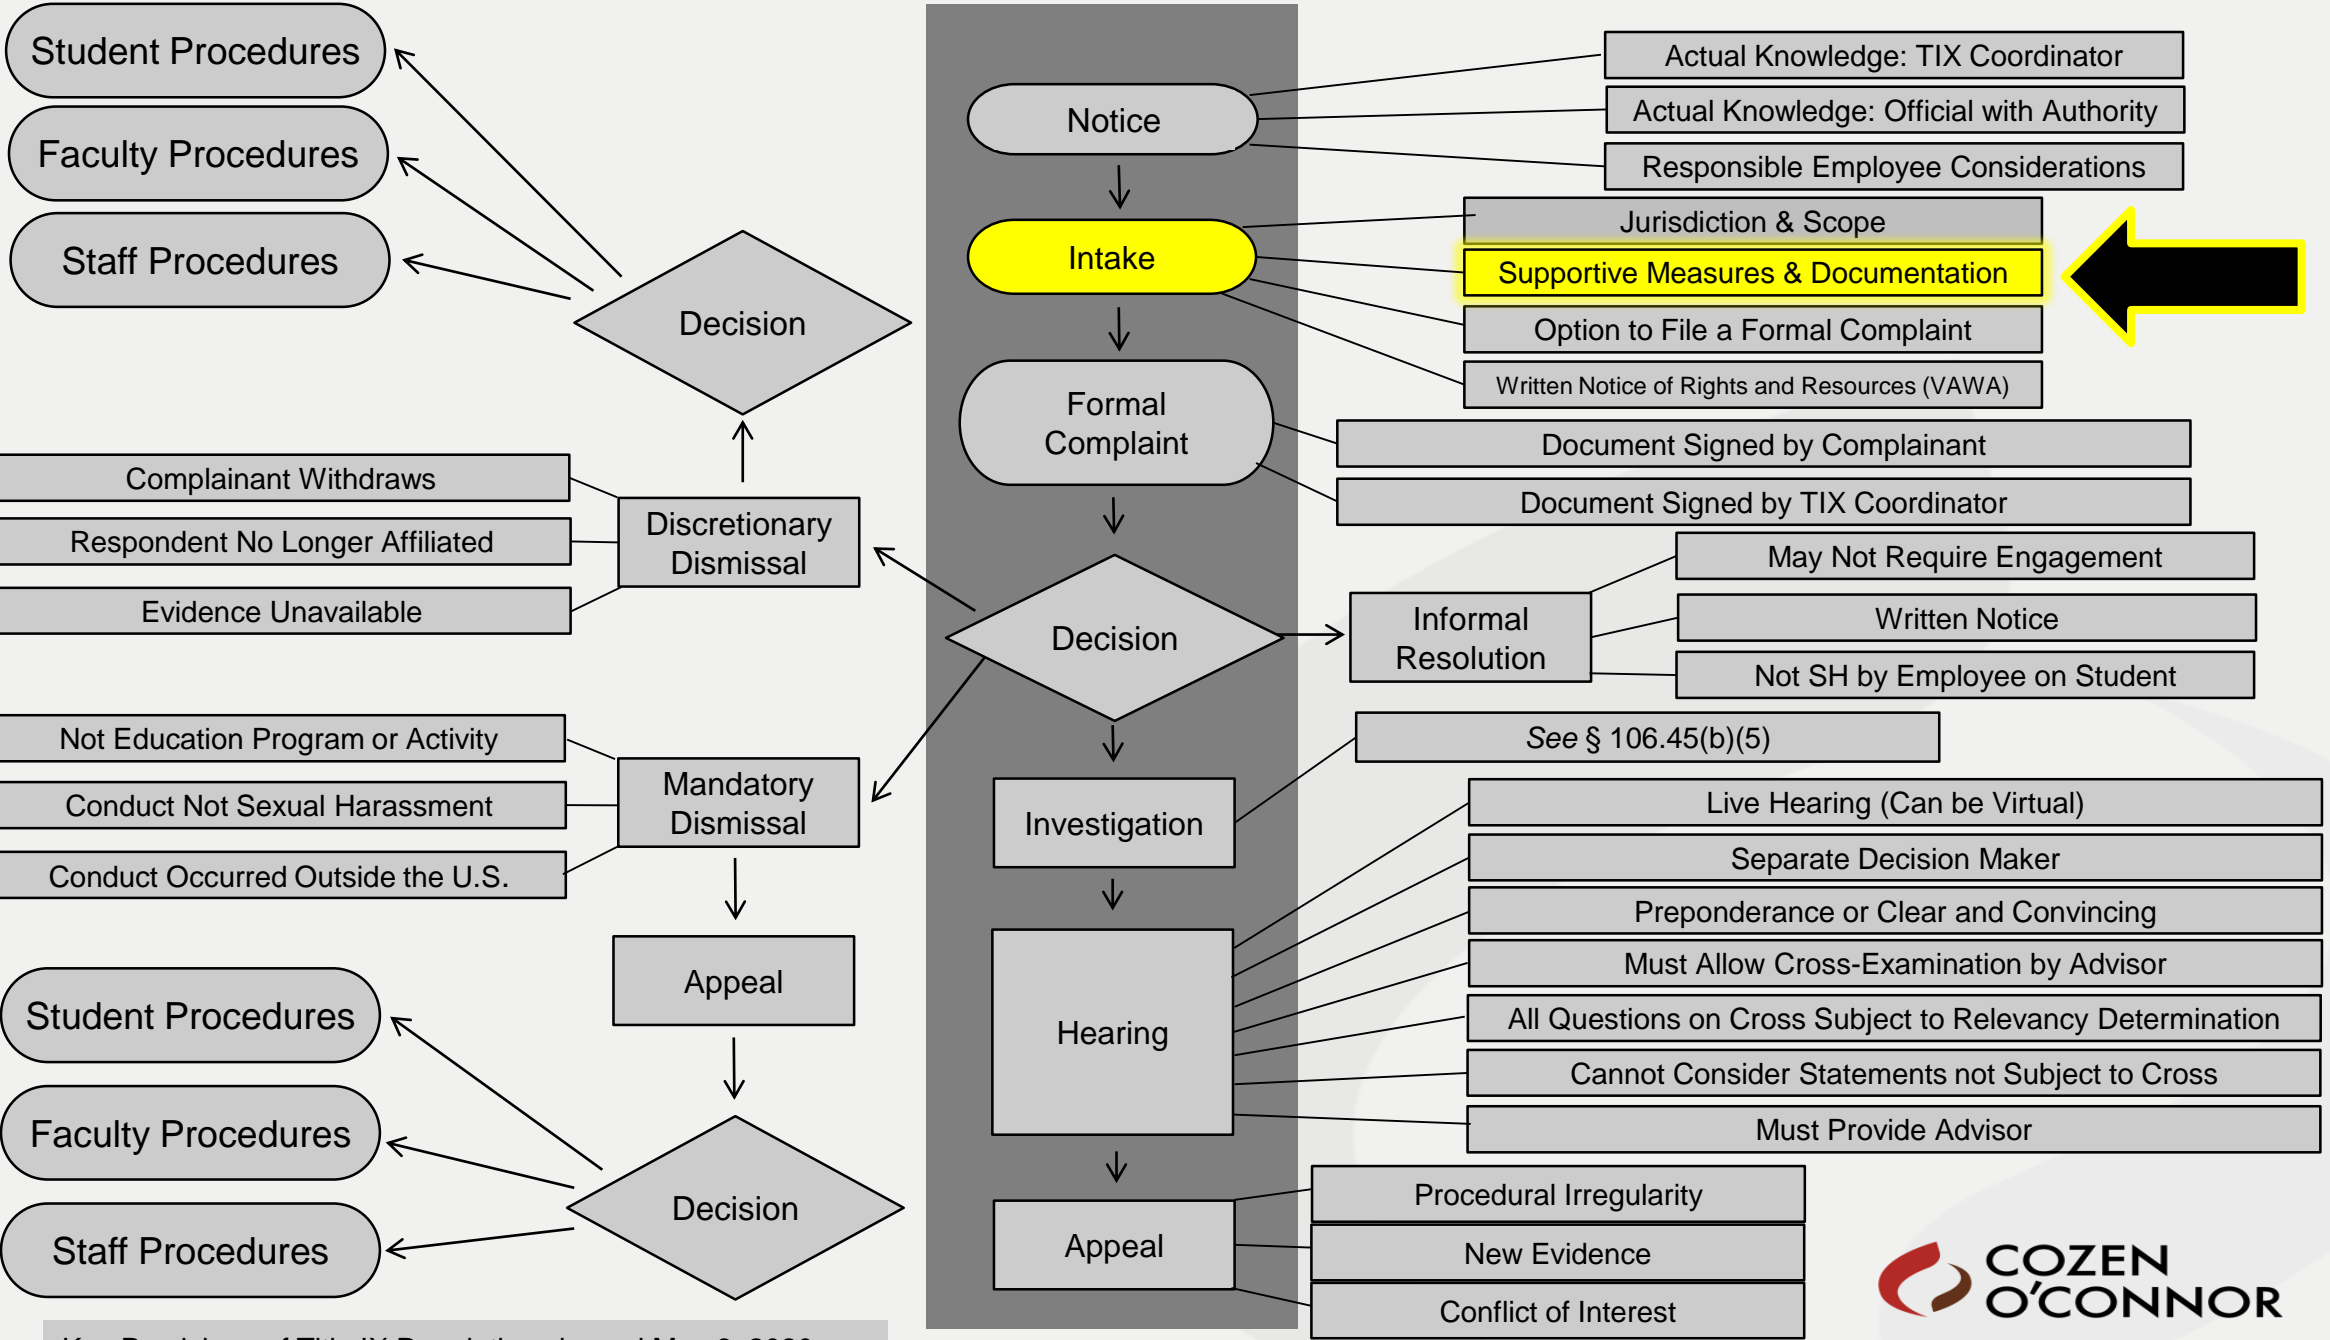 Student Procedures
Faculty Procedures
Staff Procedures
Decision
Complainant Withdraws
Respondent No Longer Affiliated
Evidence Unavailable
Discretionary
Dismissal
Not Education Program or Activity
Conduct Not Sexual Harassment
Conduct Occurred Outside the U.S.
Mandatory
Dismissal
Appeal
Student Procedures
Faculty Procedures
Staff Procedures
Decision
Notice
Actual Knowledge: TIX Coordinator
Actual Knowledge: Official with Authority
Responsible Employee Considerations
Intake
Jurisdiction & Scope
Supportive Measures & Documentation
Option to File a Formal Complaint
Written Notice of Rights and Resources (VAWA)
Formal
Complaint
Document Signed by Complainant
Document Signed by TIX Coordinator
Decision
Informal
Resolution
May Not Require Engagement
Written Notice
Not SH by Employee on Student
Investigation
See § 106.45(b)(5)
Hearing
Live Hearing (Can be Virtual)
Separate Decision Maker
Preponderance or Clear and Convincing
Must Allow Cross-Examination by Advisor
All Questions on Cross Subject to Relevancy Determination
Cannot Consider Statements not Subject to Cross
Must Provide Advisor
Appeal
Procedural Irregularity
New Evidence
Conflict of Interest
COZEN
O'CONNOR